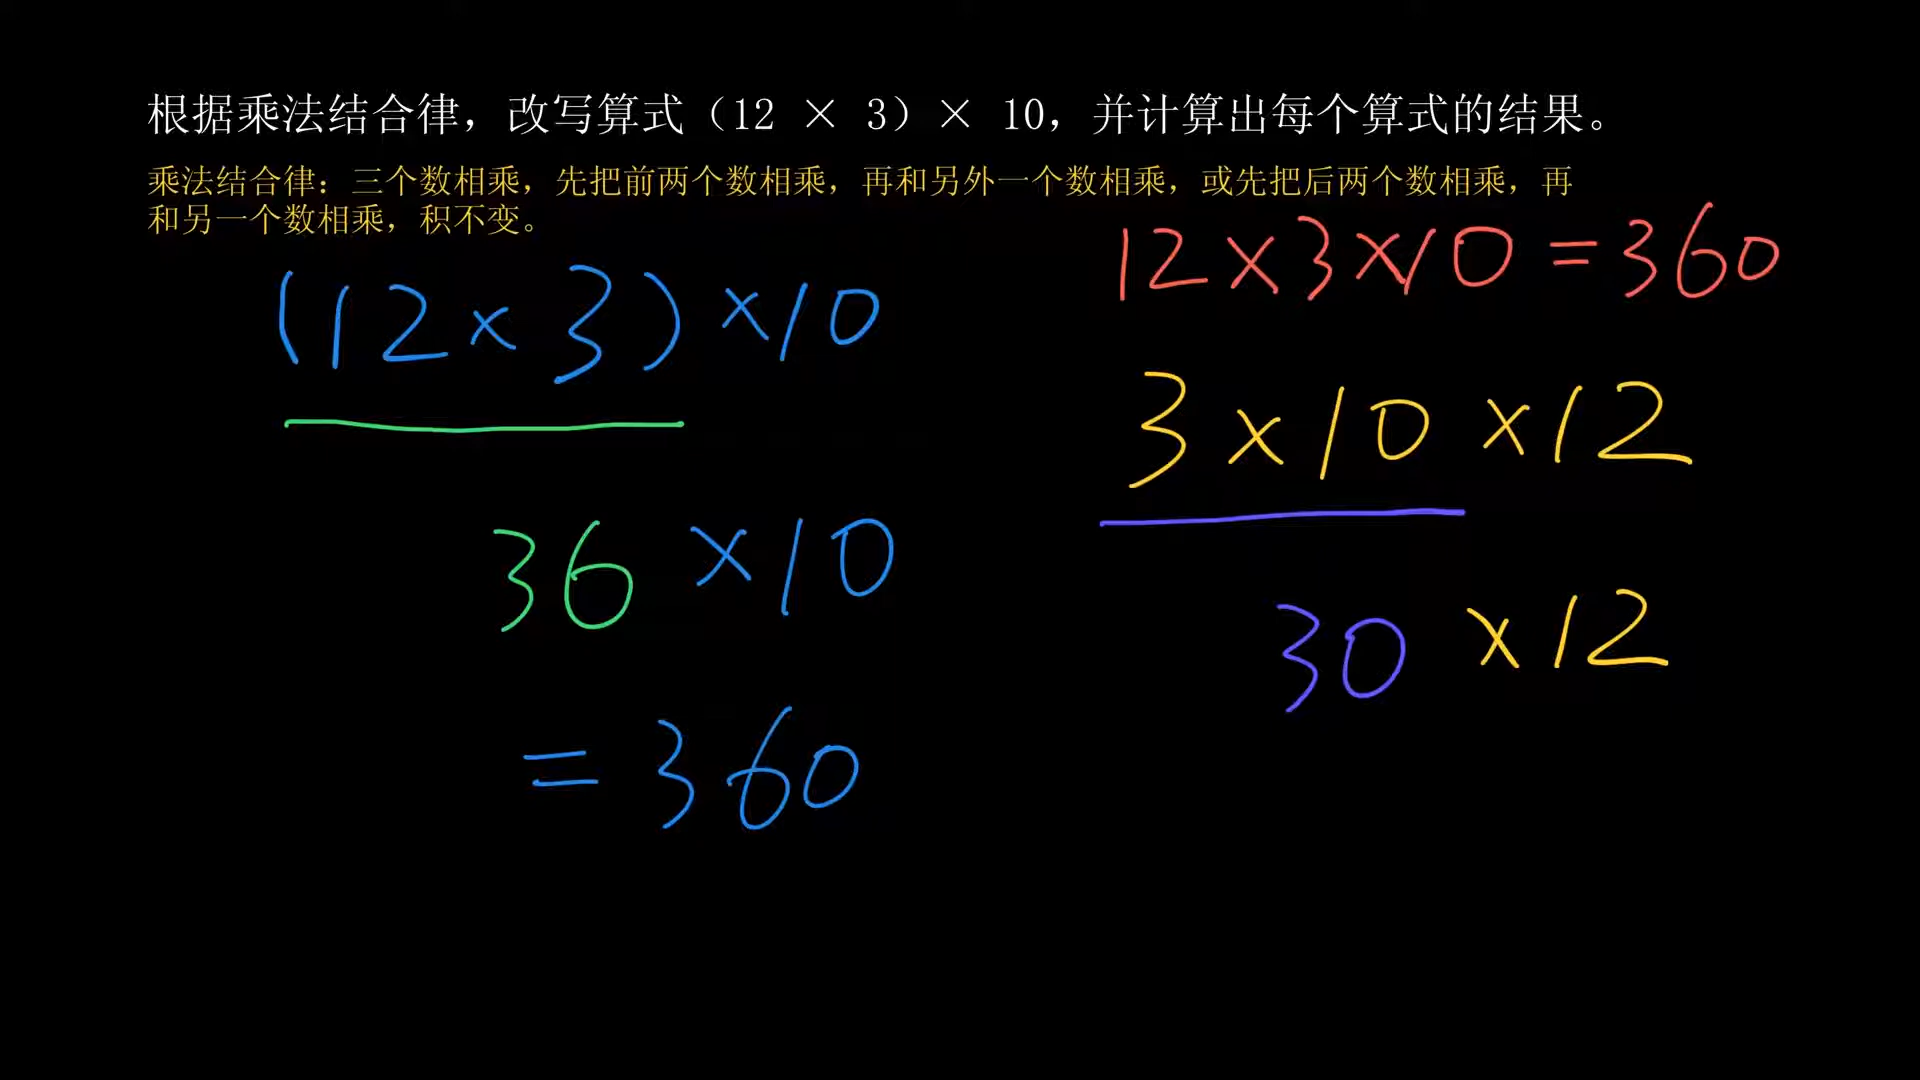 根据乘法结合律，改写算式（12 × 3）× 10，并计算出每个算式的结果。
乘法结合律：三个数相乘，先把前两个数相乘，再和另外一个数相乘，或先把后两个数相乘，再
和另一个数相乘，积不变。
(12×3)×10
36×10
=360
12×3×10=360
3×10×12
30×12